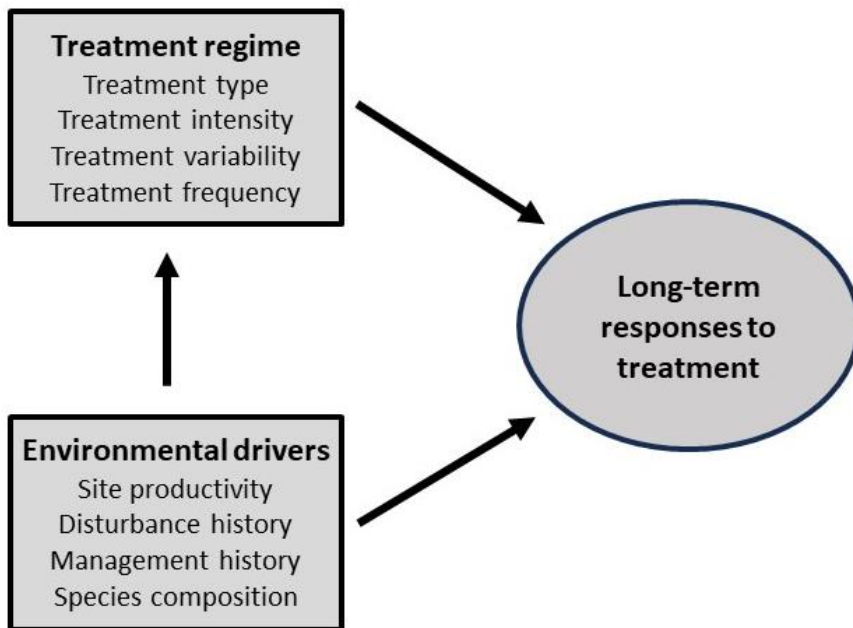 Treatment regime
Treatment type
Treatment intensity
Treatment variability
Treatment frequency
Long-term
responses to
treatment
Environmental drivers
Site productivity
Disturbance history
Management history
Species composition